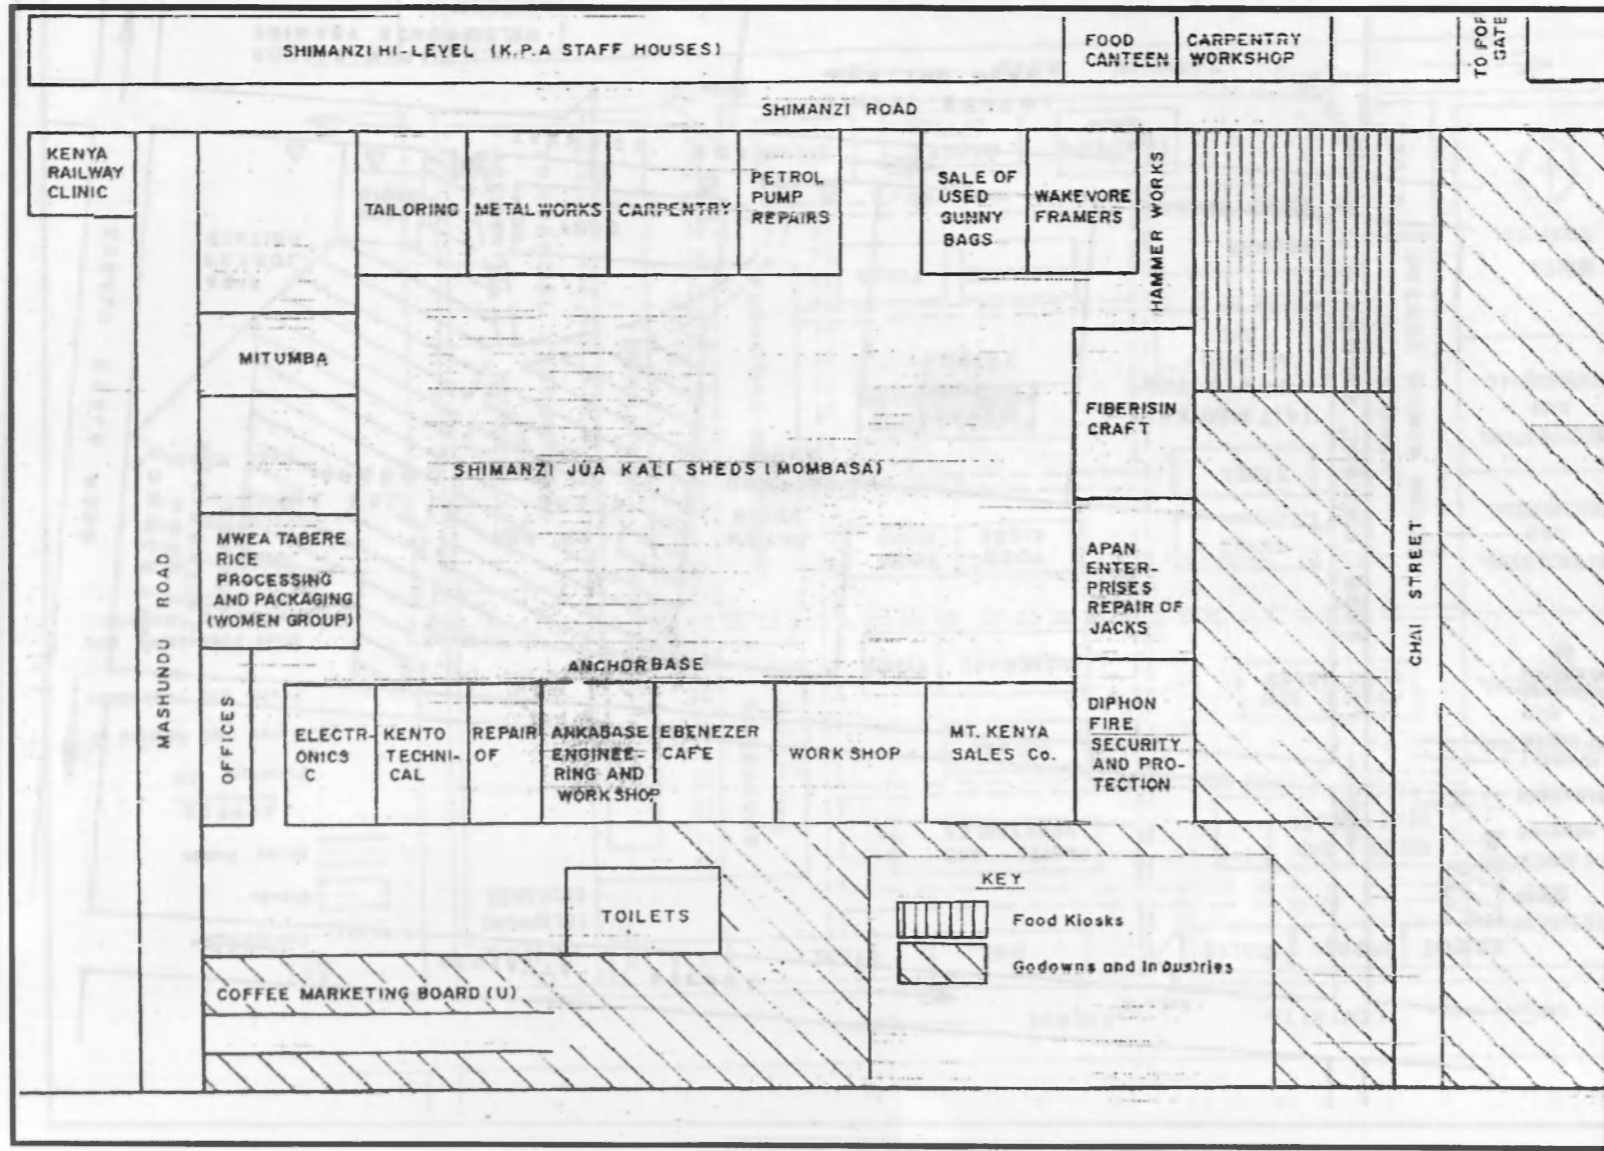 SHIMANZI HI-LEVEL (K.P.A STAFF HOUSES)
FOOD
CANTEEN
CARPENTRY
WORKSHOP
TO POR
GATE
SHIMANZI ROAD
KENYA
RAILWAY
CLINIC
TAILORING
METAL WORKS
CARPENTRY
PETROL
PUMP
REPAIRS
SALE OF
USED
GUNNY
BAGS
WAKEVORE
FRAMERS
HAMMER WORKS
MITUMBA
FIBERISIN
CRAFT
SHIMANZI JUA KALI SHEDS (MOMBASA)
MWEA TABERE
RICE
PROCESSING
AND PACKAGING
(WOMEN GROUP)
APAN
ENTER-
PRISES
REPAIR OF
JACKS
MASHUNDU ROAD
CHAI STREET
ANCHORBASE
OFFICES
ELECTR-
ONICS
C
KENTO
TECHNI-
CAL
REPAIR
OF
ANKABASE
ENGINEE-
RING AND
WORKSHOP
EBENEZER
CAFE
WORKSHOP
MT. KENYA
SALES Co.
DIPHON
FIRE
SECURITY
AND PRO-
TECTION
TOILETS
COFFEE MARKETING BOARD (U)
KEY
Food Kiosks
Godowns and Industries